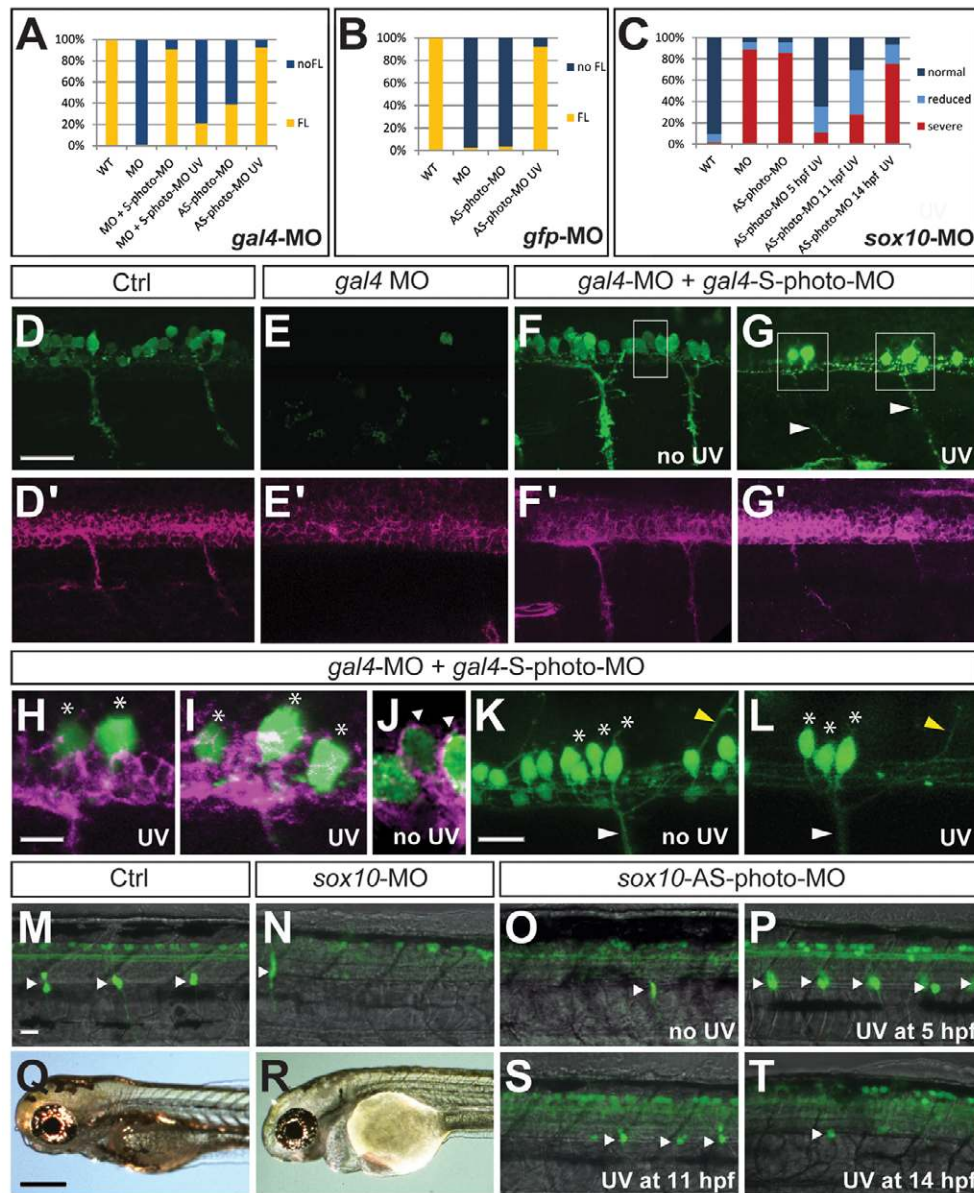 A
100%
80%
60%
40%
20%
0%
noFL
FL
WT
MO
MO + S-photo-MO
MO + S-photo-MO UV
AS-photo-MO
AS-photo-MO UV
gal4-MO
B
100%
80%
60%
40%
20%
0%
no FL
FL
WT
MO
AS-photo-MO
AS-photo-MO UV
gfp-MO
C
100%
80%
60%
40%
20%
0%
normal
reduced
severe
WT
MO
AS-photo-MO
AS-photo-MO 5 hpf UV
AS-photo-MO 11 hpf UV
AS-photo-MO 14 hpf UV
UV
sox10-MO
Ctrl
gal4 MO
gal4-MO + gal4-S-photo-MO
D
E
F
no UV
G
UV
D'
E'
F'
G'
gal4-MO + gal4-S-photo-MO
H
* *
UV
I
* * *
UV
J
no UV
K
* * *
no UV
L
* * *
UV
Ctrl
sox10-MO
sox10-AS-photo-MO
M
N
O
no UV
P
UV at 5 hpf
Q
R
S
UV at 11 hpf
T
UV at 14 hpf